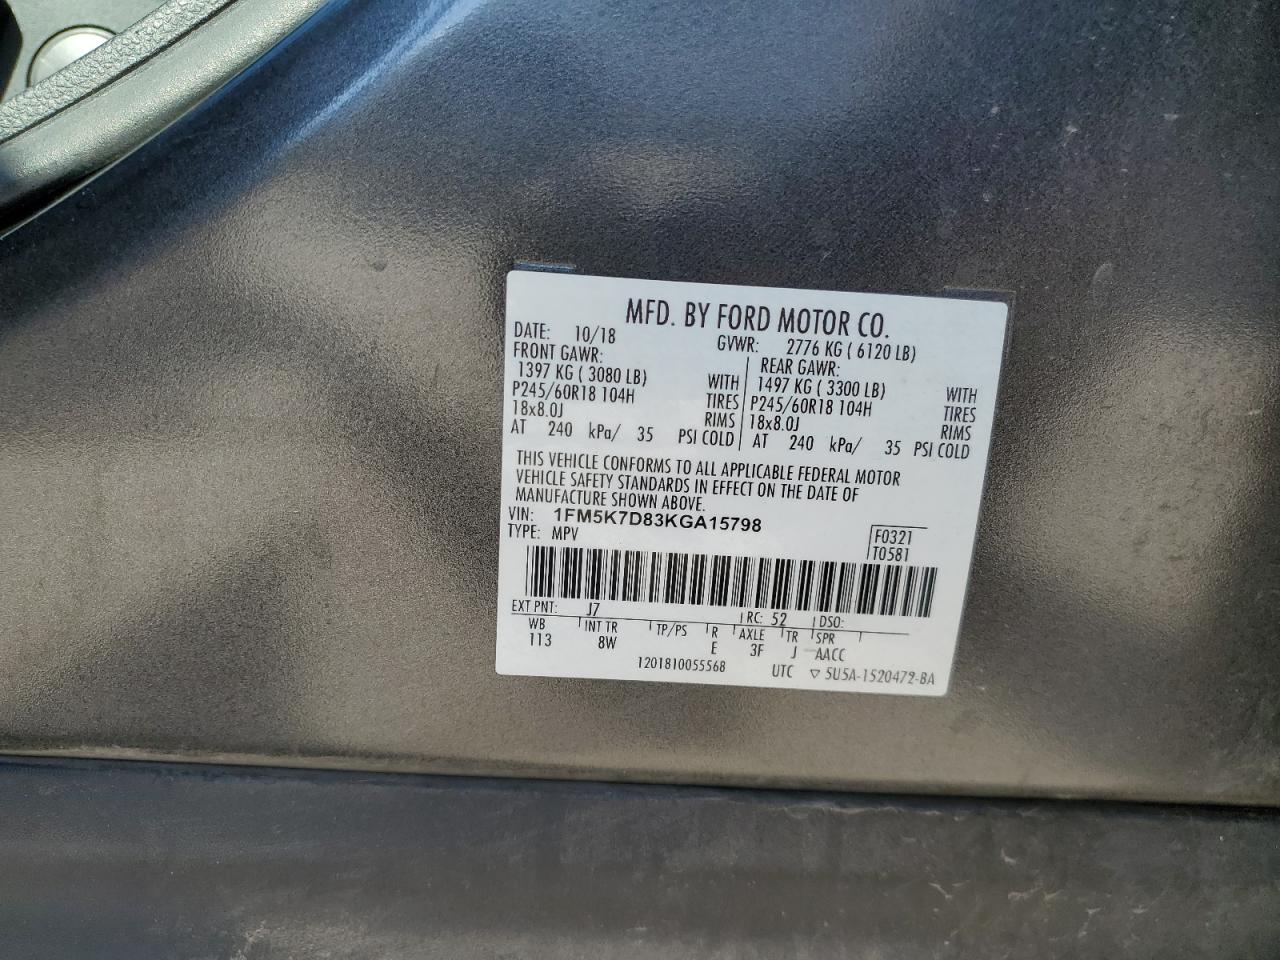 MFD. BY FORD MOTOR CO.
DATE: 10/18 GVWR: 2776 KG ( 6120 LB)
FRONT GAWR: REAR GAWR:
1397 KG ( 3080 LB) WITH 1497 KG ( 3300 LB) WITH
P245/60R18 104H TIRES P245/60R18 104H TIRES
18x8.0J RIMS 18x8.0J RIMS
AT 240 kPa/ 35 PSI COLD AT 240 kPa/ 35 PSI COLD
THIS VEHICLE CONFORMS TO ALL APPLICABLE FEDERAL MOTOR
VEHICLE SAFETY STANDARDS IN EFFECT ON THE DATE OF
MANUFACTURE SHOWN ABOVE.
VIN: 1FM5K7D83KGA15798 F0321
TYPE: MPV T0581
EXT PNT: J7 RC: 52 DSO:
WB INT TR TP/PS R AXLE TR SPR
113 8W E 3F J AACC
1201810055568 UTC ▽ 5U5A-1520472-BA